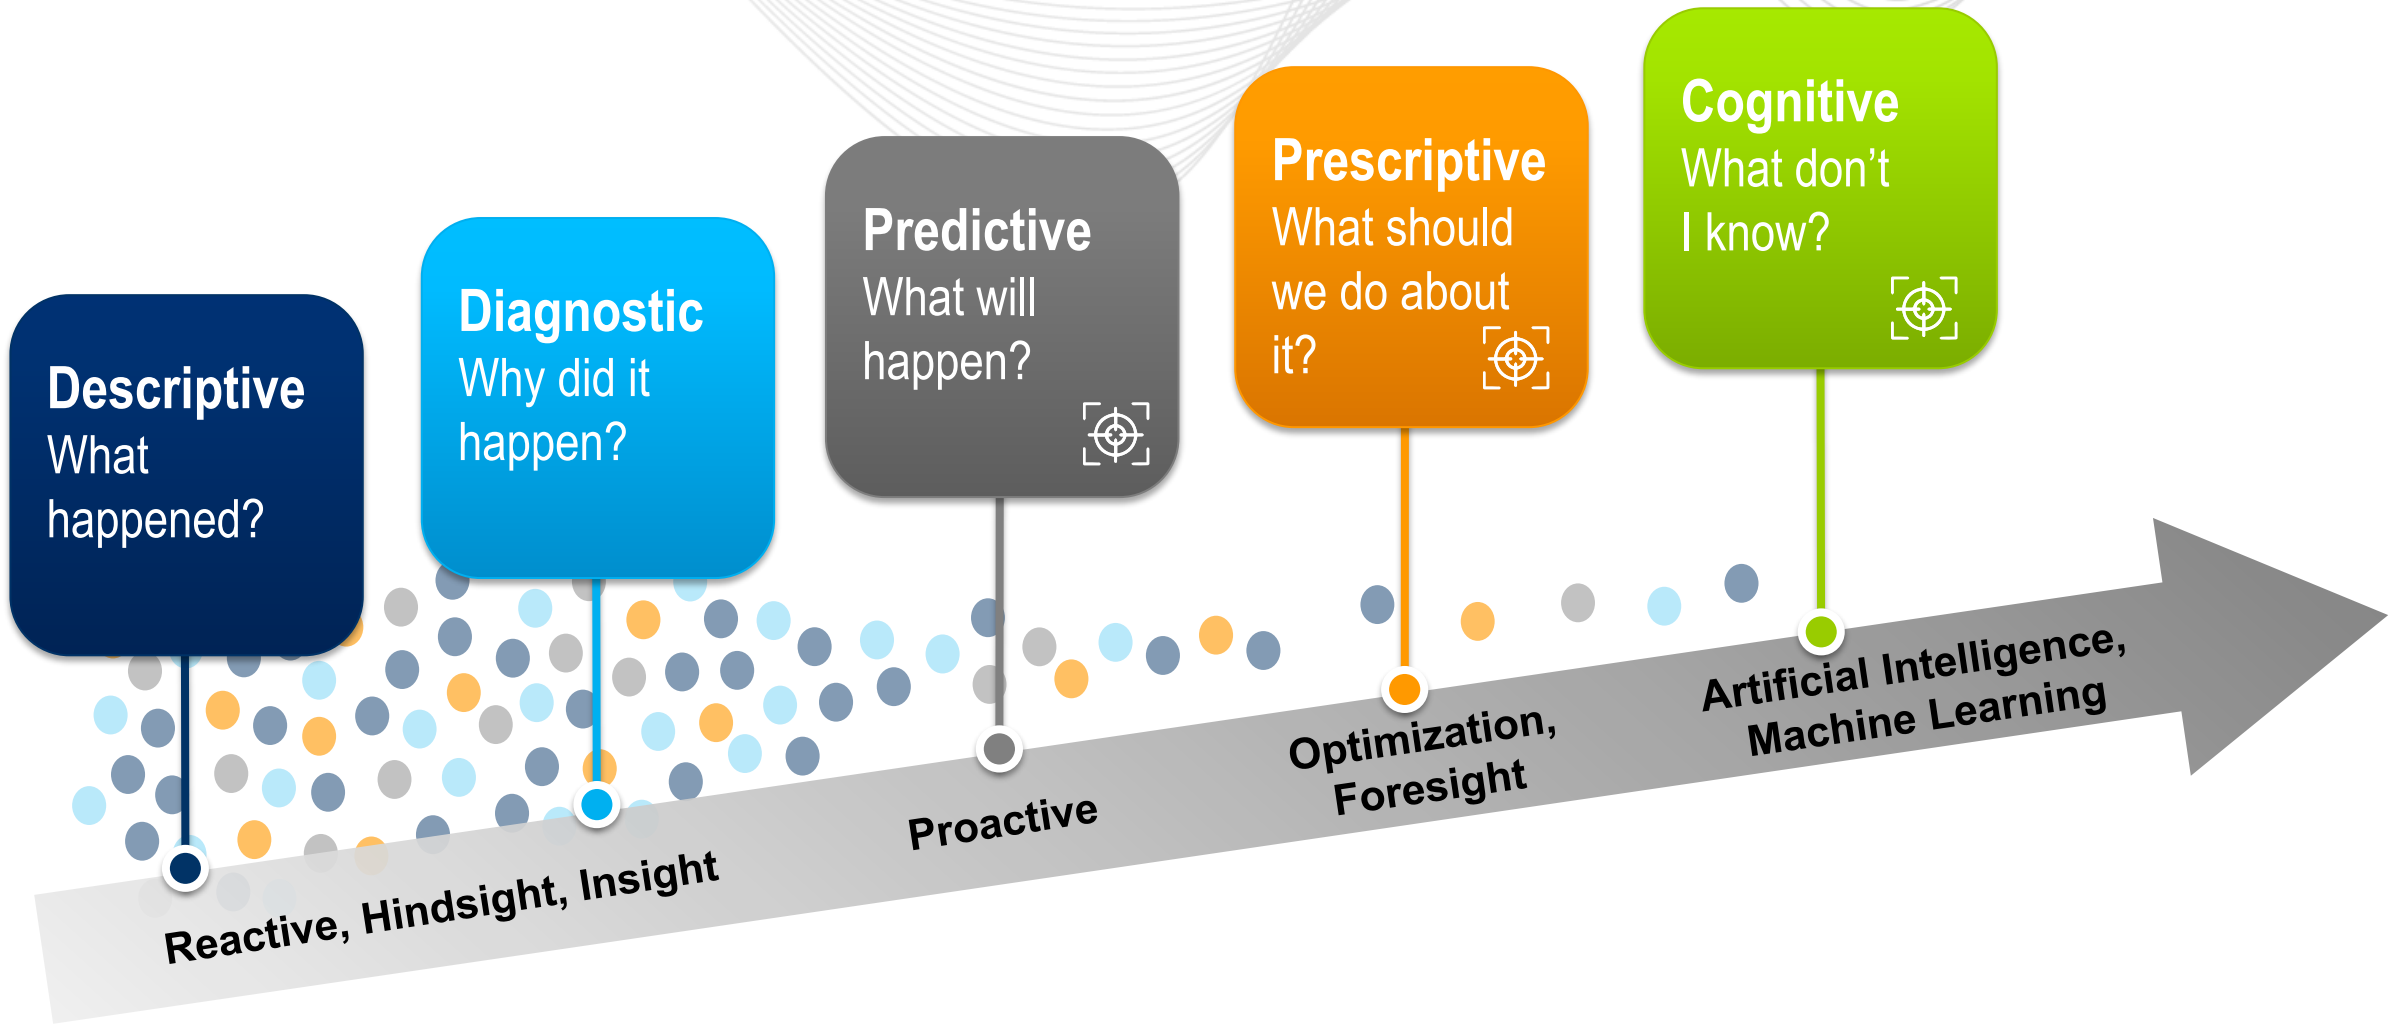 Descriptive
What
happened?
Diagnostic
Why did it
happen?
Predictive
What will
happen?
Prescriptive
What should
we do about
it?
Cognitive
What don’t
I know?
Reactive, Hindsight, Insight
Proactive
Optimization,
Foresight
Artificial Intelligence,
Machine Learning